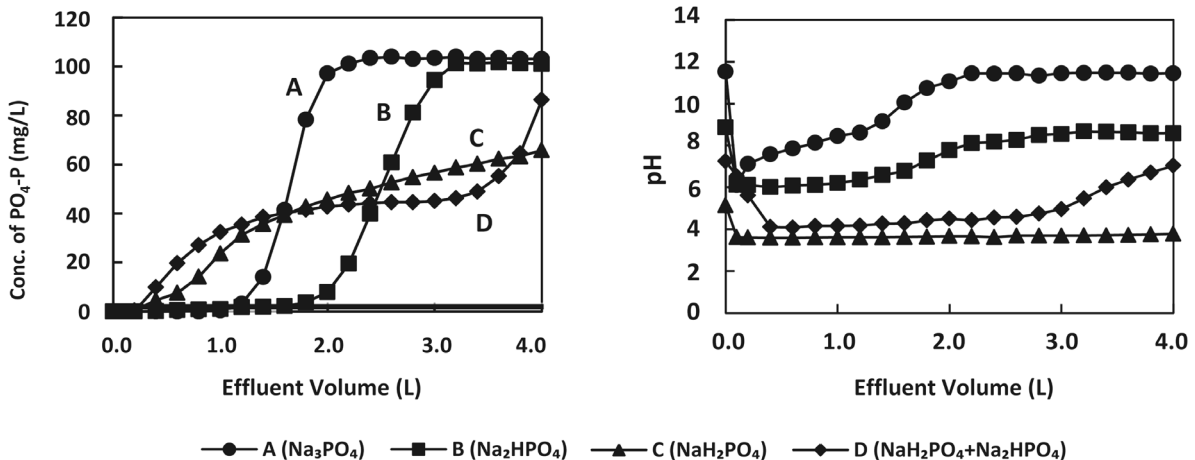 Conc. of PO₄-P (mg/L)
120
100
80
60
40
20
0
A
B
C
D
0.0 1.0 2.0 3.0 4.0
Effluent Volume (L)
pH
14
12
10
8
6
4
2
0
0.0 1.0 2.0 3.0 4.0
Effluent Volume (L)
A (Na₃PO₄) B (Na₂HPO₄) C (NaH₂PO₄) D (NaH₂PO₄+Na₂HPO₄)